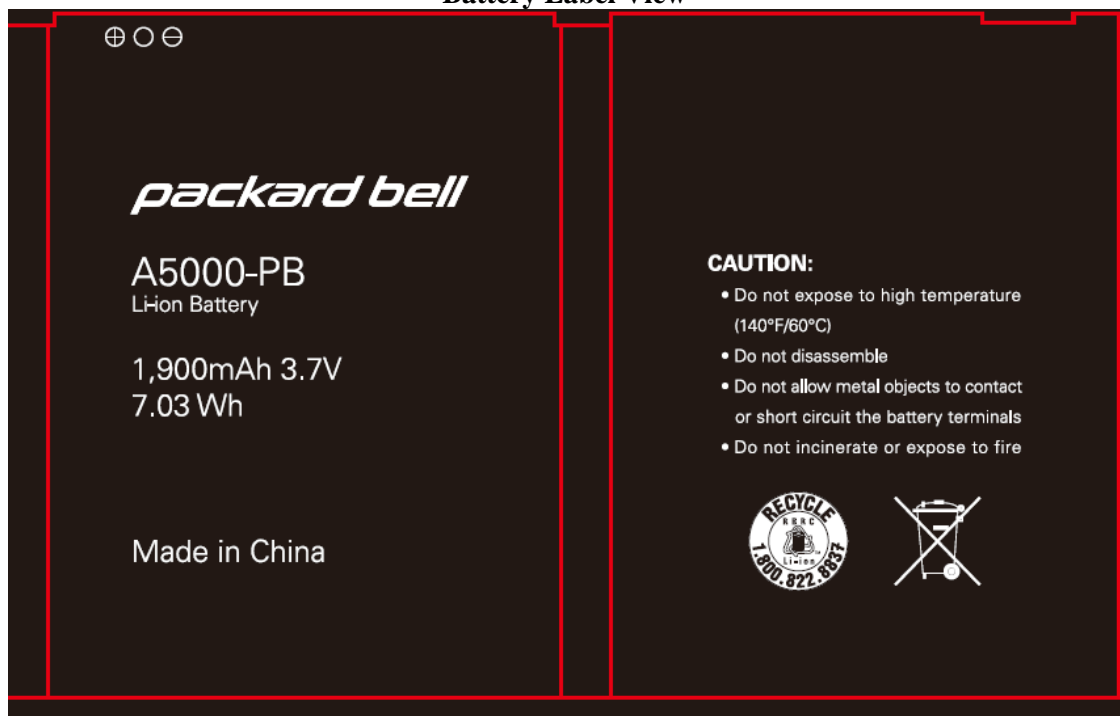 Battery Label View
⊕○⊖
packard bell
A5000-PB
Li-ion Battery
1,900mAh 3.7V
7.03 Wh
Made in China
CAUTION:
• Do not expose to high temperature
(140°F/60°C)
• Do not disassemble
• Do not allow metal objects to contact
or short circuit the battery terminals
• Do not incinerate or expose to fire
RECYCLE
RBRC
Li-ion
1.800.822.8837